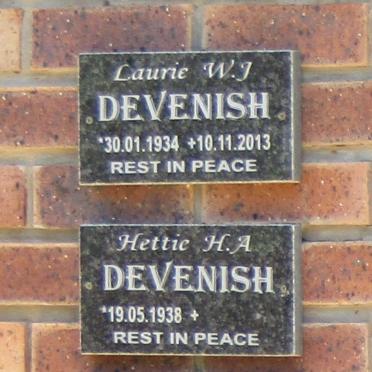 Laurie W.J
DEVENISH
*30.01.1934 +10.11.2013
REST IN PEACE
Hettie H.A
DEVENISH
*19.05.1938 +
REST IN PEACE